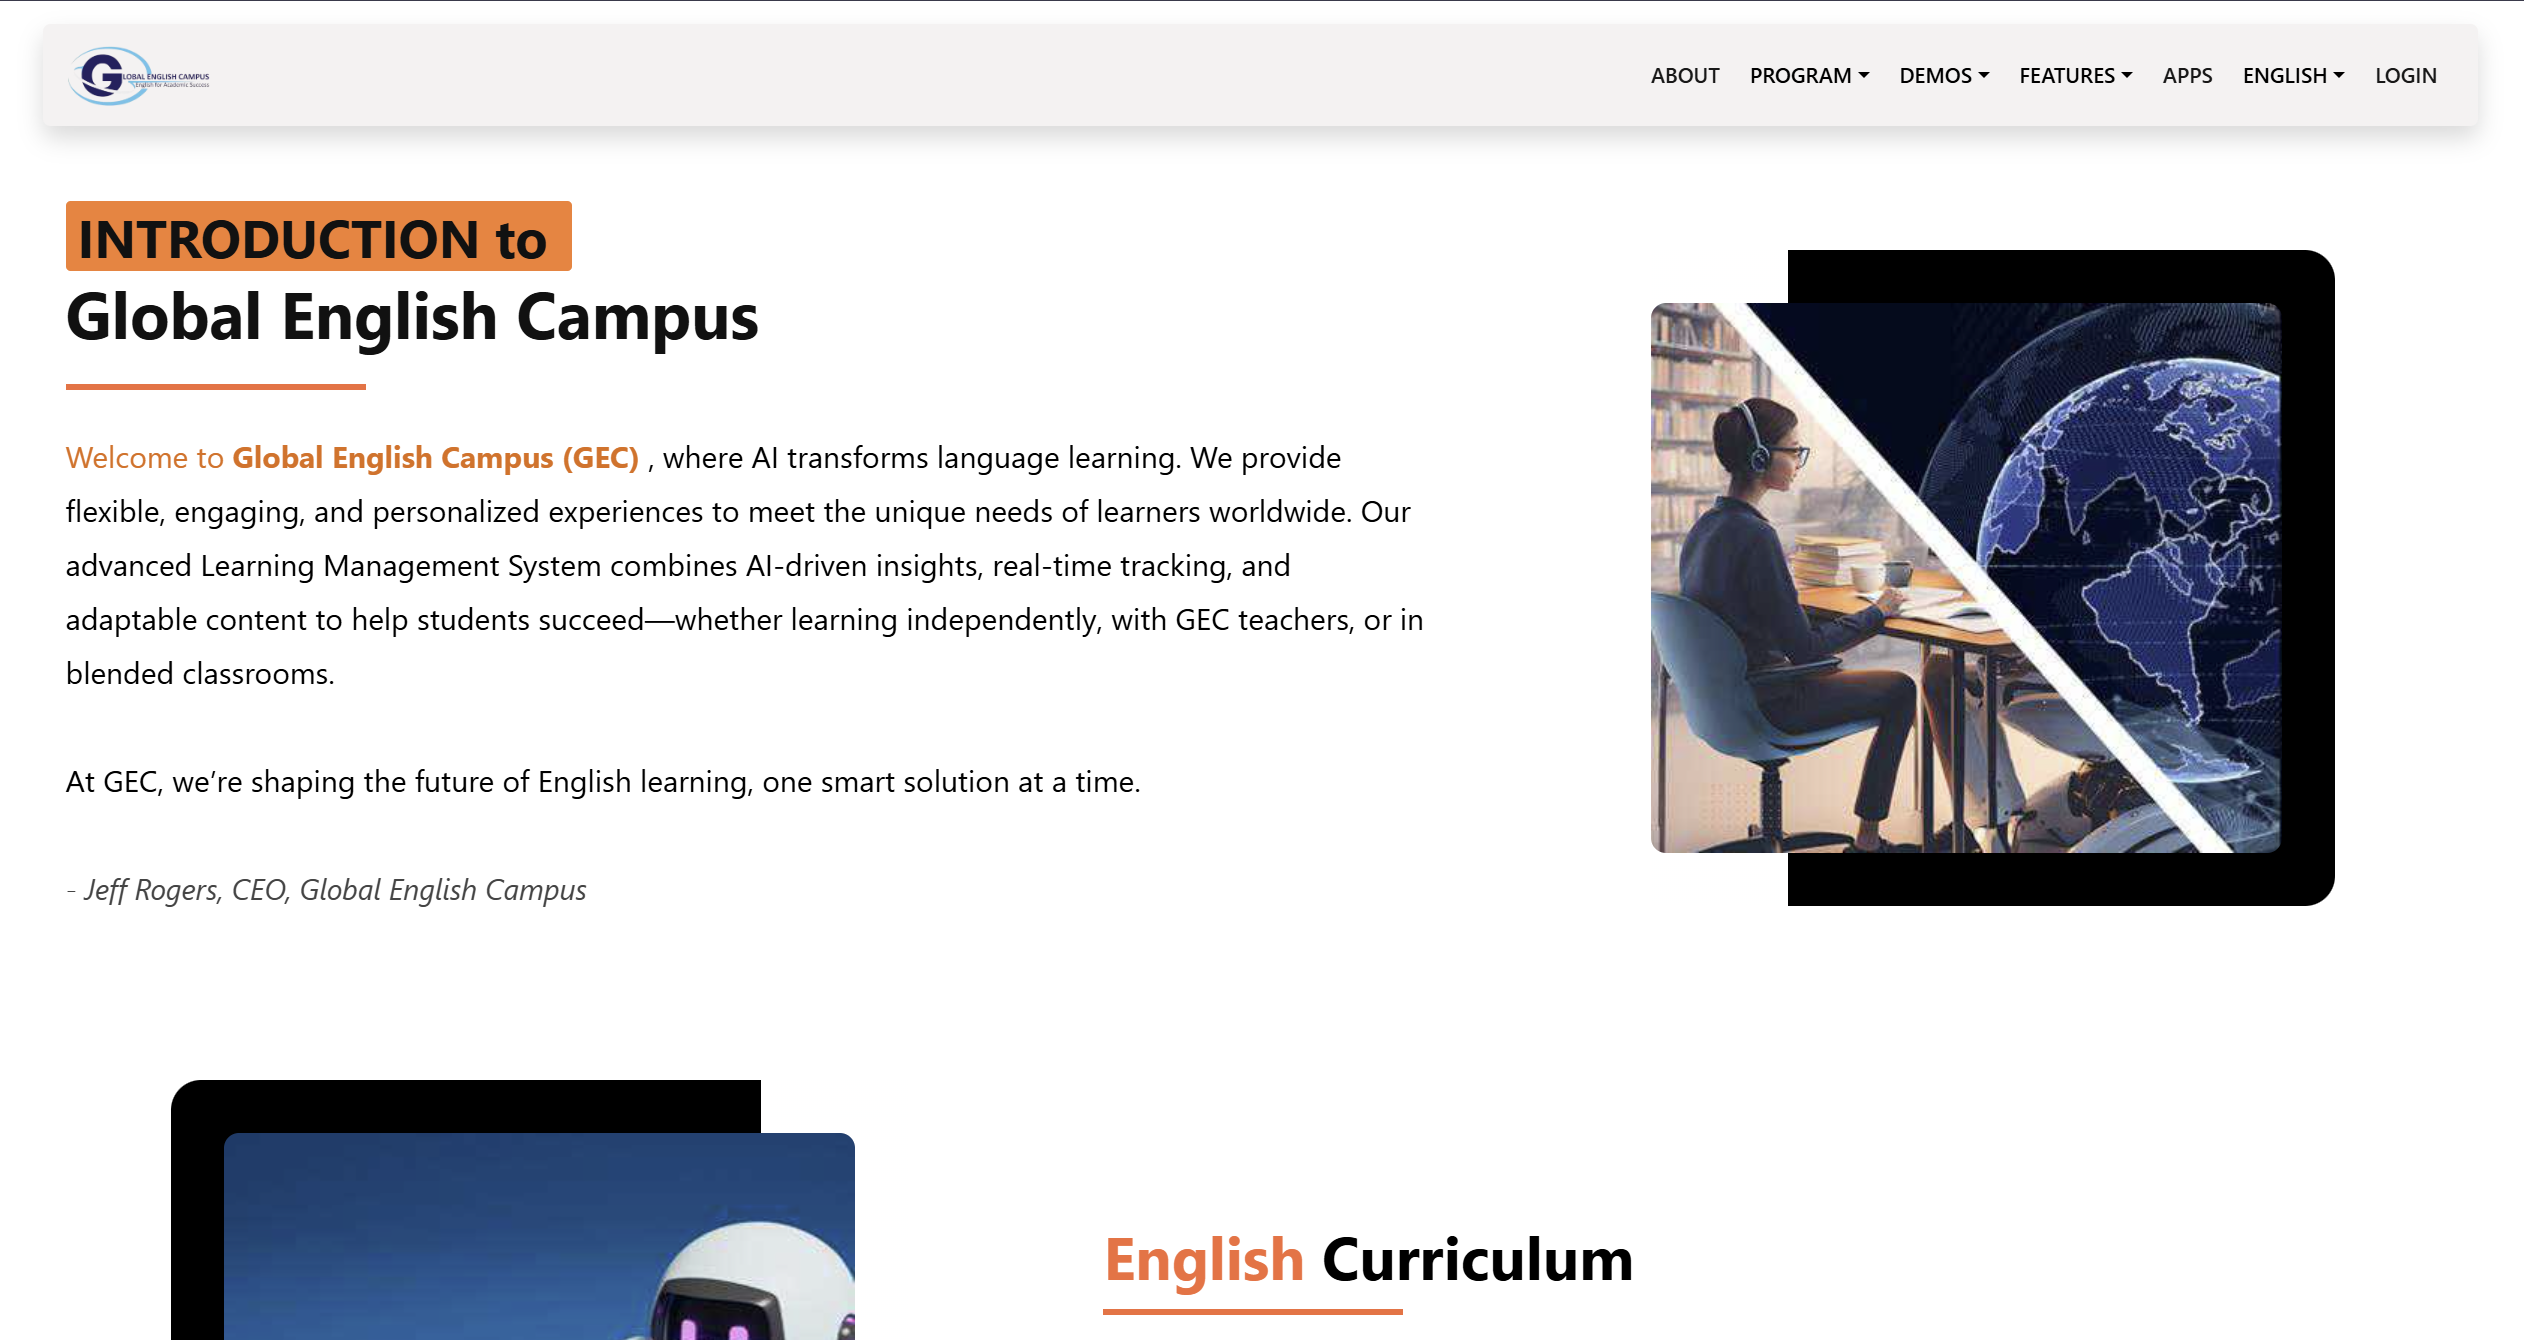 GLOBAL ENGLISH CAMPUS
English for Academic Success
ABOUT PROGRAM DEMOS FEATURES APPS ENGLISH LOGIN
INTRODUCTION to
Global English Campus
Welcome to Global English Campus (GEC) , where AI transforms language learning. We provide
flexible, engaging, and personalized experiences to meet the unique needs of learners worldwide. Our
advanced Learning Management System combines AI-driven insights, real-time tracking, and
adaptable content to help students succeed—whether learning independently, with GEC teachers, or in
blended classrooms.
At GEC, we’re shaping the future of English learning, one smart solution at a time.
- Jeff Rogers, CEO, Global English Campus
English Curriculum